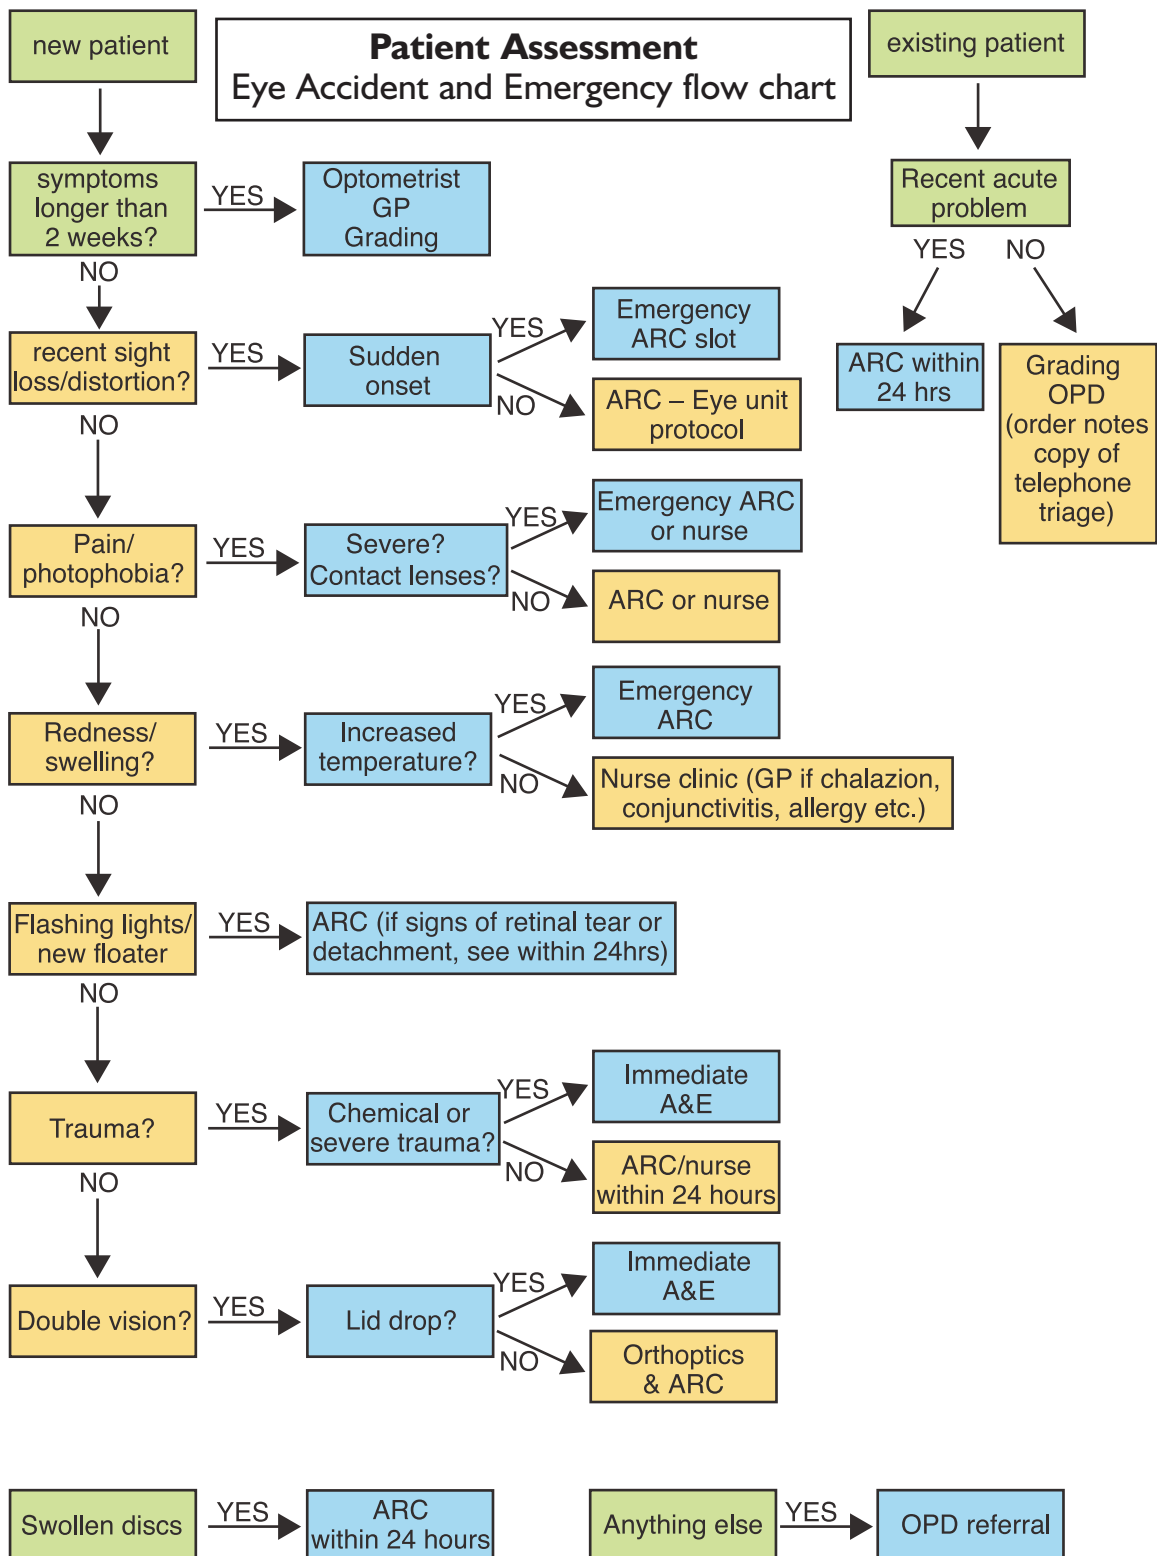 new patient
Patient Assessment
Eye Accident and Emergency flow chart
existing patient
symptoms
longer than
2 weeks?
YES
Optometrist
GP
Grading
Recent acute
problem
YES
NO
ARC within
24 hrs
Grading
OPD
(order notes
copy of
telephone
triage)
NO
recent sight
loss/distortion?
YES
Sudden
onset
YES
Emergency
ARC slot
NO
ARC – Eye unit
protocol
NO
Pain/
photophobia?
YES
Severe?
Contact lenses?
YES
Emergency ARC
or nurse
NO
ARC or nurse
NO
Redness/
swelling?
YES
Increased
temperature?
YES
Emergency
ARC
NO
Nurse clinic (GP if chalazion,
conjunctivitis, allergy etc.)
NO
Flashing lights/
new floater
YES
ARC (if signs of retinal tear or
detachment, see within 24hrs)
NO
Trauma?
YES
Chemical or
severe trauma?
YES
Immediate
A&E
NO
ARC/nurse
within 24 hours
NO
Double vision?
YES
Lid drop?
YES
Immediate
A&E
NO
Orthoptics
& ARC
Swollen discs
YES
ARC
within 24 hours
Anything else
YES
OPD referral